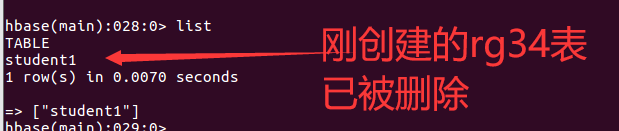 hbase(main):028:0> list
TABLE
student1
1 row(s) in 0.0070 seconds
=> ["student1"]
hbase(main):029:0>
刚创建的rg34表
已被删除